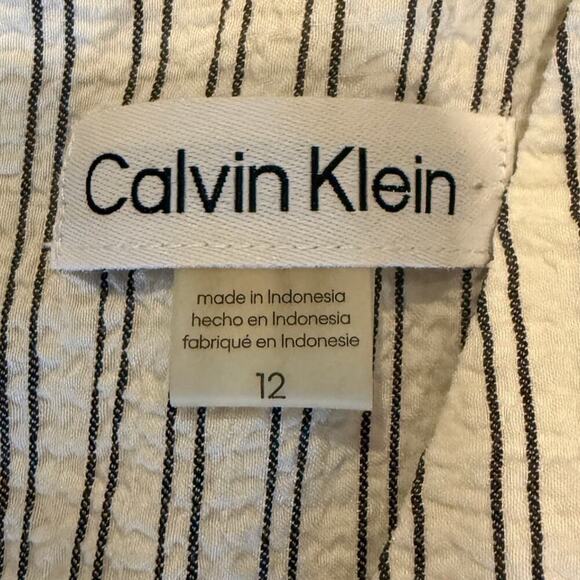 Calvin Klein
made in Indonesia
hecho en Indonesia
fabriqué en Indonesie
12